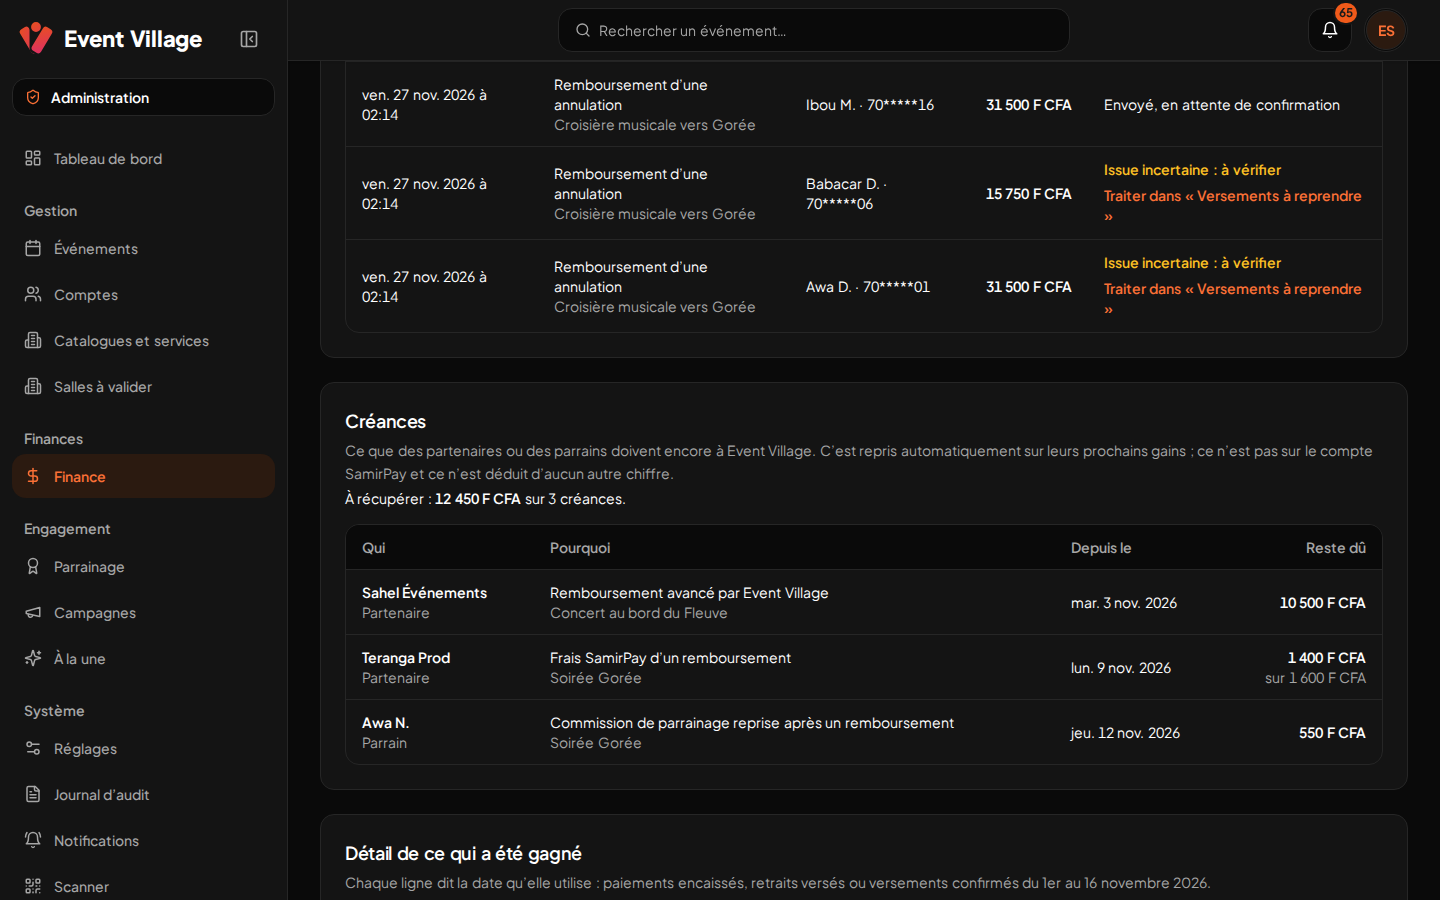 Event Village
Administration
Tableau de bord
Gestion
Événements
Comptes
Catalogues et services
Salles à valider
Finances
Finance
Engagement
Parrainage
Campagnes
À la une
Système
Réglages
Journal d'audit
Notifications
Scanner
Rechercher un événement...
65
ES
ven. 27 nov. 2026 à
02:14
Remboursement d'une
annulation
Croisière musicale vers Gorée
Ibou M. · 70*****16
31 500 F CFA
Envoyé, en attente de confirmation
ven. 27 nov. 2026 à
02:14
Remboursement d'une
annulation
Croisière musicale vers Gorée
Babacar D. ·
70*****06
15 750 F CFA
Issue incertaine : à vérifier
Traiter dans « Versements à reprendre
»
ven. 27 nov. 2026 à
02:14
Remboursement d'une
annulation
Croisière musicale vers Gorée
Awa D. · 70*****01
31 500 F CFA
Issue incertaine : à vérifier
Traiter dans « Versements à reprendre
»
Créances
Ce que des partenaires ou des parrains doivent encore à Event Village. C'est repris automatiquement sur leurs prochains gains ; ce n'est pas sur le compte
SamirPay et ce n'est déduit d'aucun autre chiffre.
À récupérer : 12 450 F CFA sur 3 créances.
Qui
Pourquoi
Depuis le
Reste dû
Sahel Événements
Partenaire
Remboursement avancé par Event Village
Concert au bord du Fleuve
mar. 3 nov. 2026
10 500 F CFA
Teranga Prod
Partenaire
Frais SamirPay d'un remboursement
Soirée Gorée
lun. 9 nov. 2026
1 400 F CFA
sur 1 600 F CFA
Awa N.
Parrain
Commission de parrainage reprise après un remboursement
Soirée Gorée
jeu. 12 nov. 2026
550 F CFA
Détail de ce qui a été gagné
Chaque ligne dit la date qu'elle utilise : paiements encaissés, retraits versés ou versements confirmés du 1er au 16 novembre 2026.